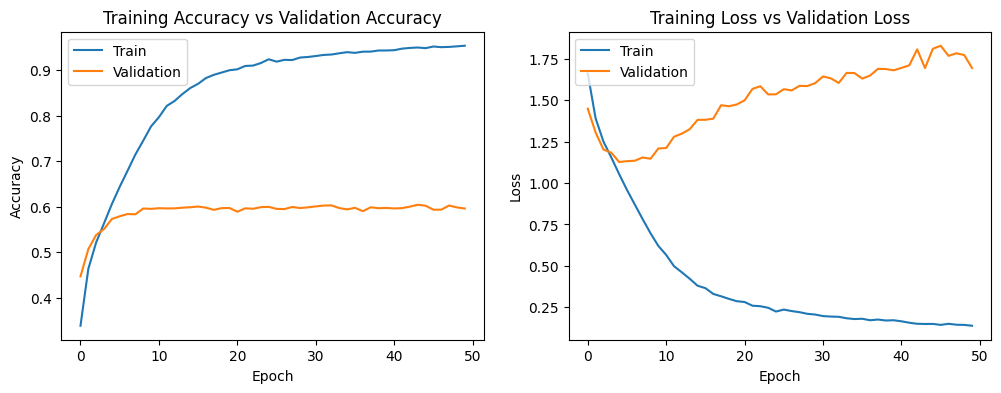 Training Accuracy vs Validation Accuracy
Train
Validation
0.9
0.8
0.7
0.6
0.5
0.4
Accuracy
0
10
20
30
40
50
Epoch
Training Loss vs Validation Loss
Train
Validation
1.75
1.50
1.25
1.00
0.75
0.50
0.25
Loss
0
10
20
30
40
50
Epoch